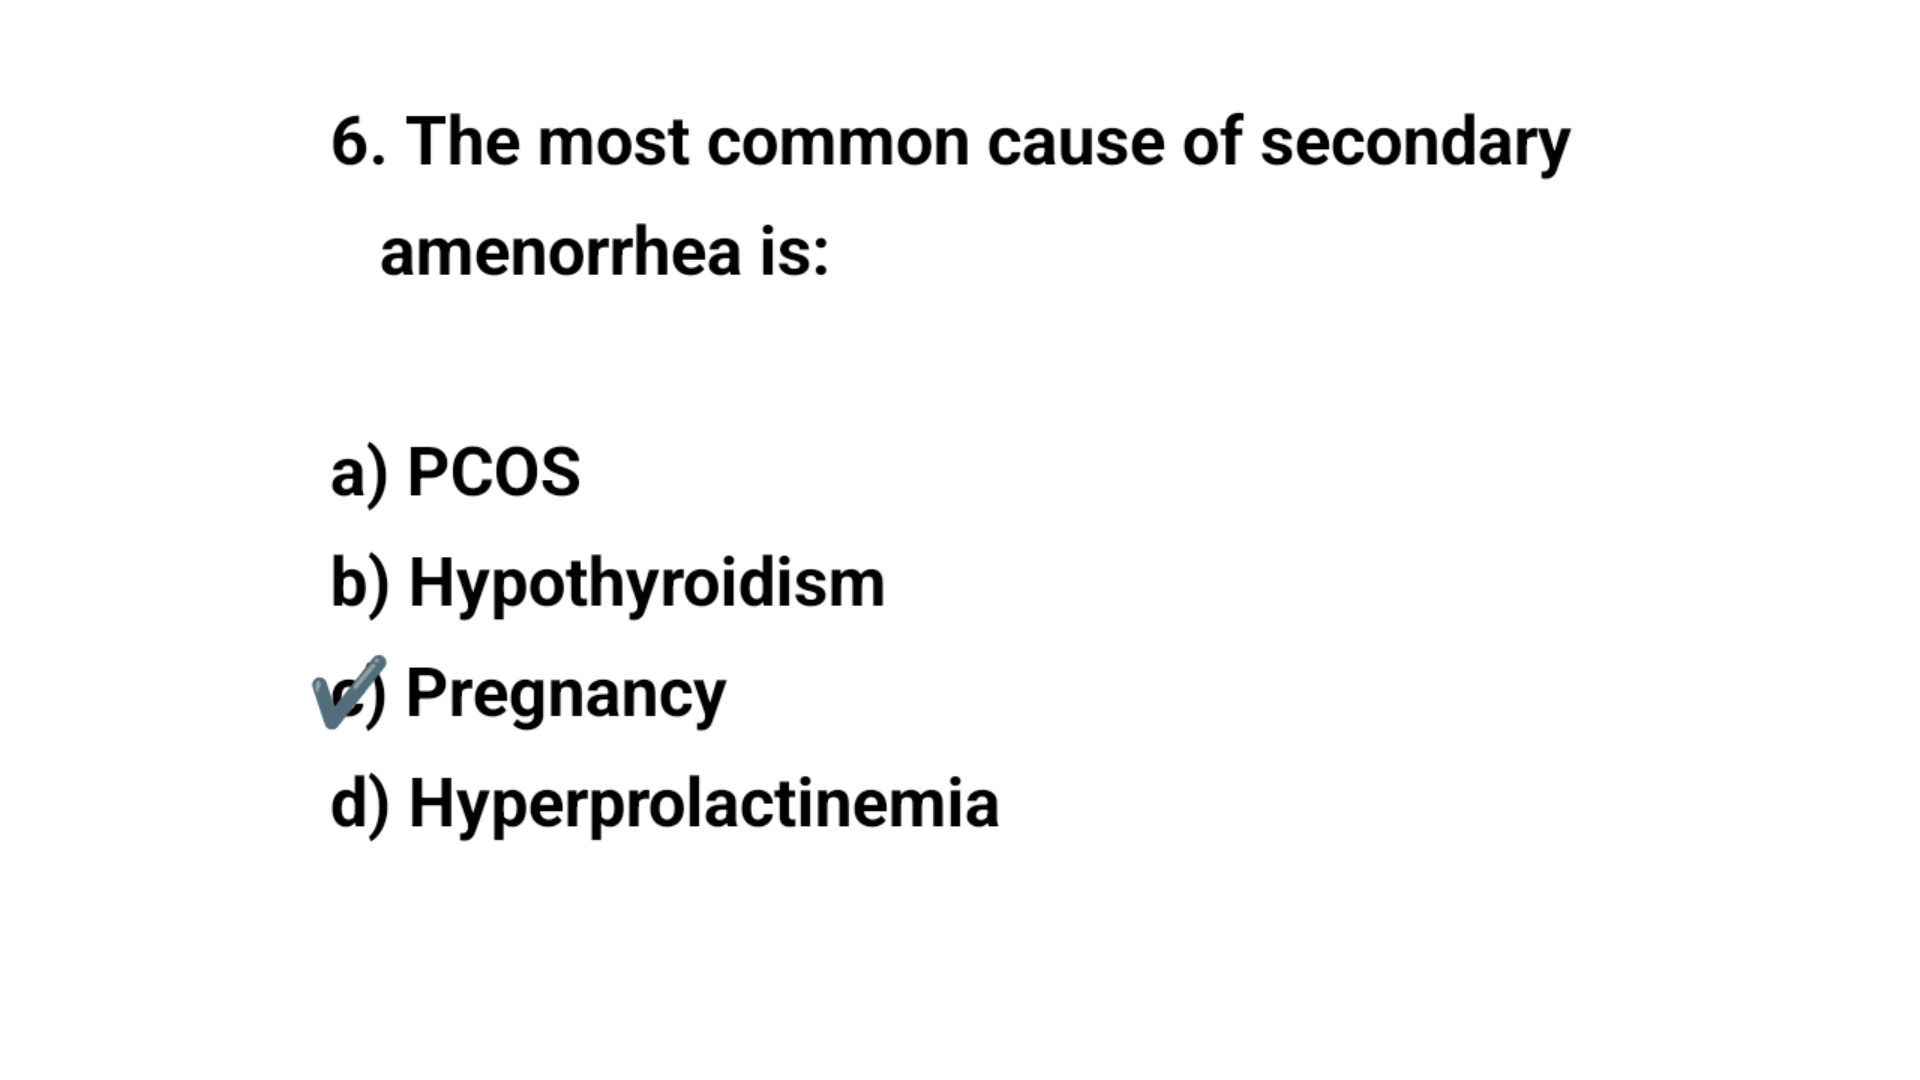 6. The most common cause of secondary
amenorrhea is:
a) PCOS
b) Hypothyroidism
c) Pregnancy
d) Hyperprolactinemia